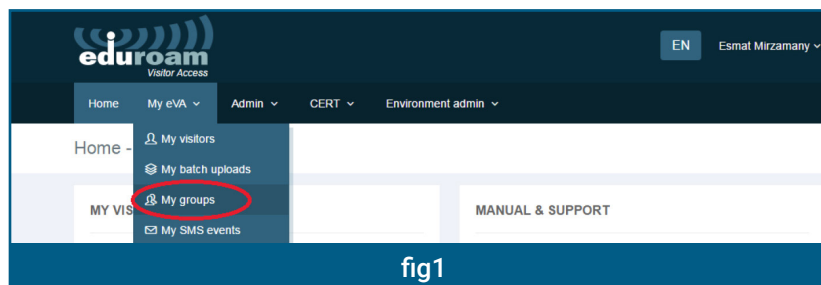 eduroam
Visitor Access
EN
Esmat Mirzamany
Home
My eVA
Admin
CERT
Environment admin
Home -
My visitors
My batch uploads
My groups
My SMS events
MY VIS
MANUAL & SUPPORT
fig1